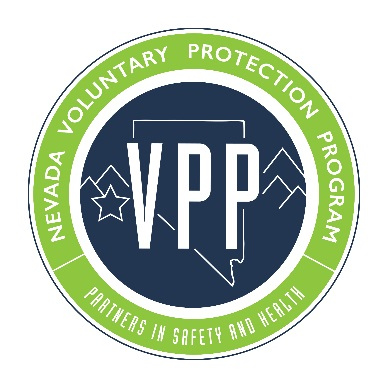 NEVADA VOLUNTARY PROTECTION PROGRAM
VPP
PARTNERS IN SAFETY AND HEALTH